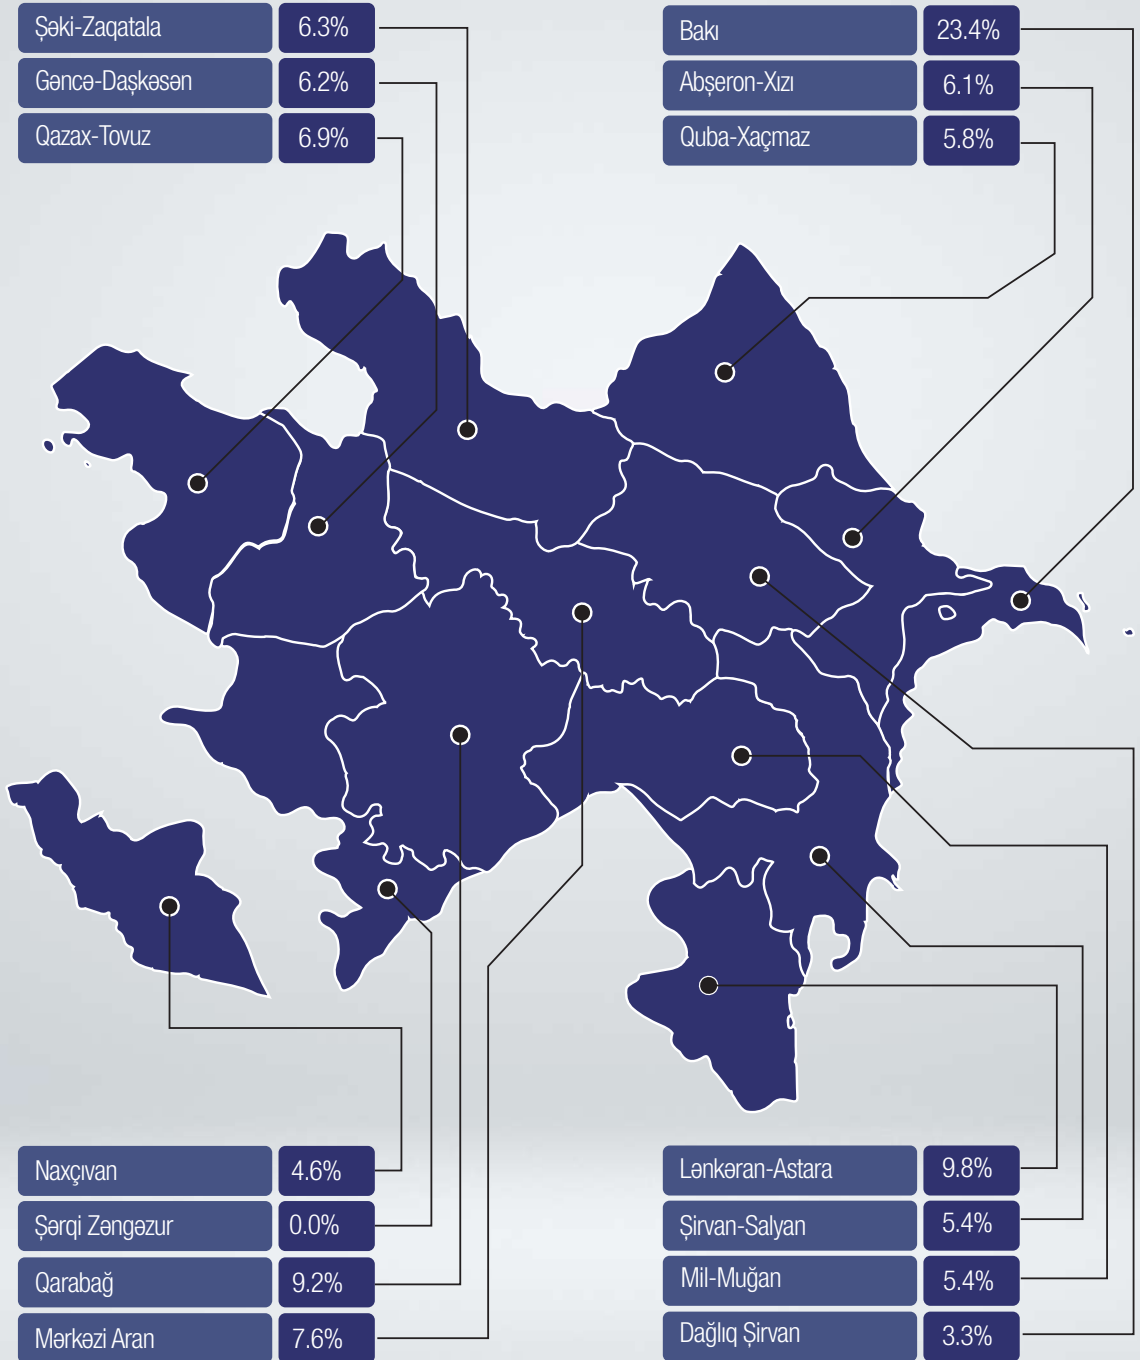 Şəki-Zaqatala 6.3%
Gəncə-Daşkəsən 6.2%
Qazax-Tovuz 6.9%
Bakı 23.4%
Abşeron-Xızı 6.1%
Quba-Xaçmaz 5.8%
Naxçıvan 4.6%
Şərqi Zəngəzur 0.0%
Qarabağ 9.2%
Mərkəzi Aran 7.6%
Lənkəran-Astara 9.8%
Şirvan-Salyan 5.4%
Mil-Muğan 5.4%
Dağlıq Şirvan 3.3%